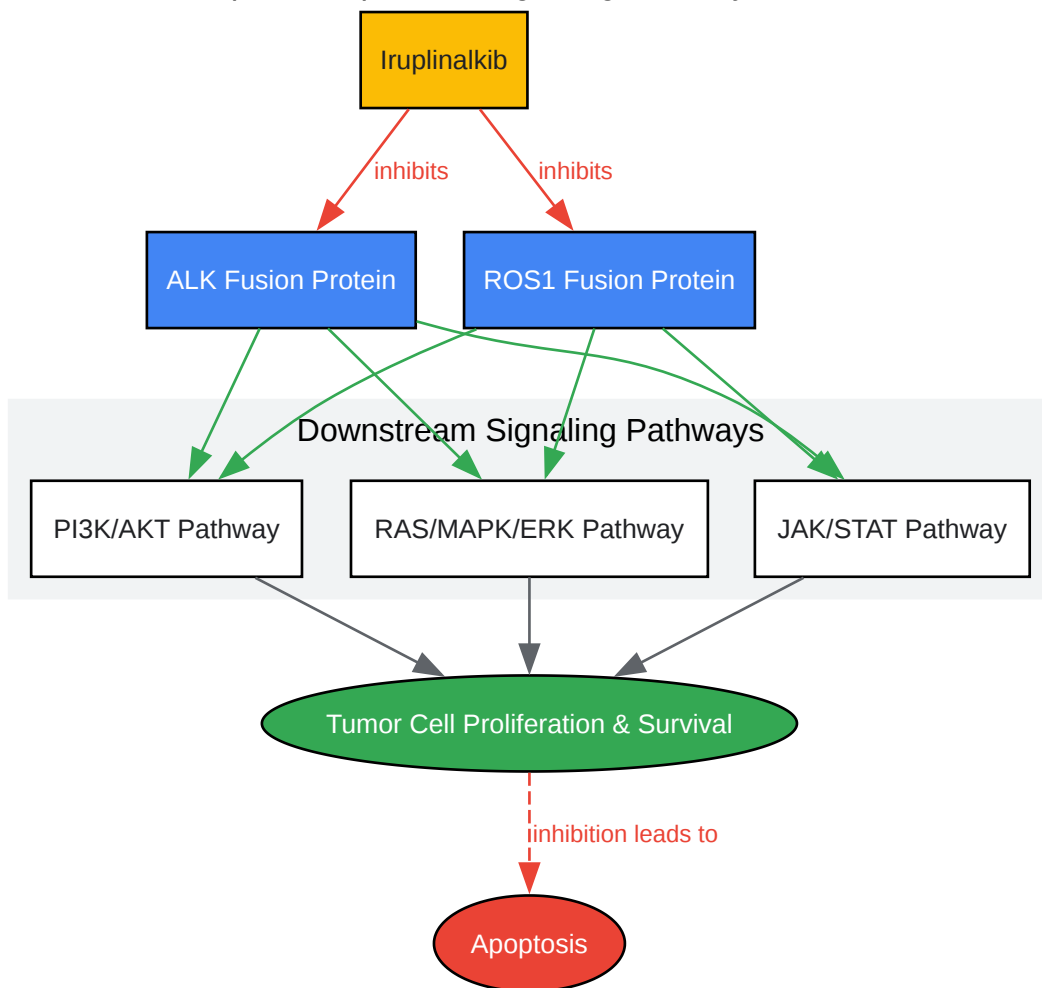 Iruplinalkib
inhibits
inhibits
ALK Fusion Protein
ROS1 Fusion Protein
Downstream Signaling Pathways
PI3K/AKT Pathway
RAS/MAPK/ERK Pathway
JAK/STAT Pathway
Tumor Cell Proliferation & Survival
inhibition leads to
Apoptosis